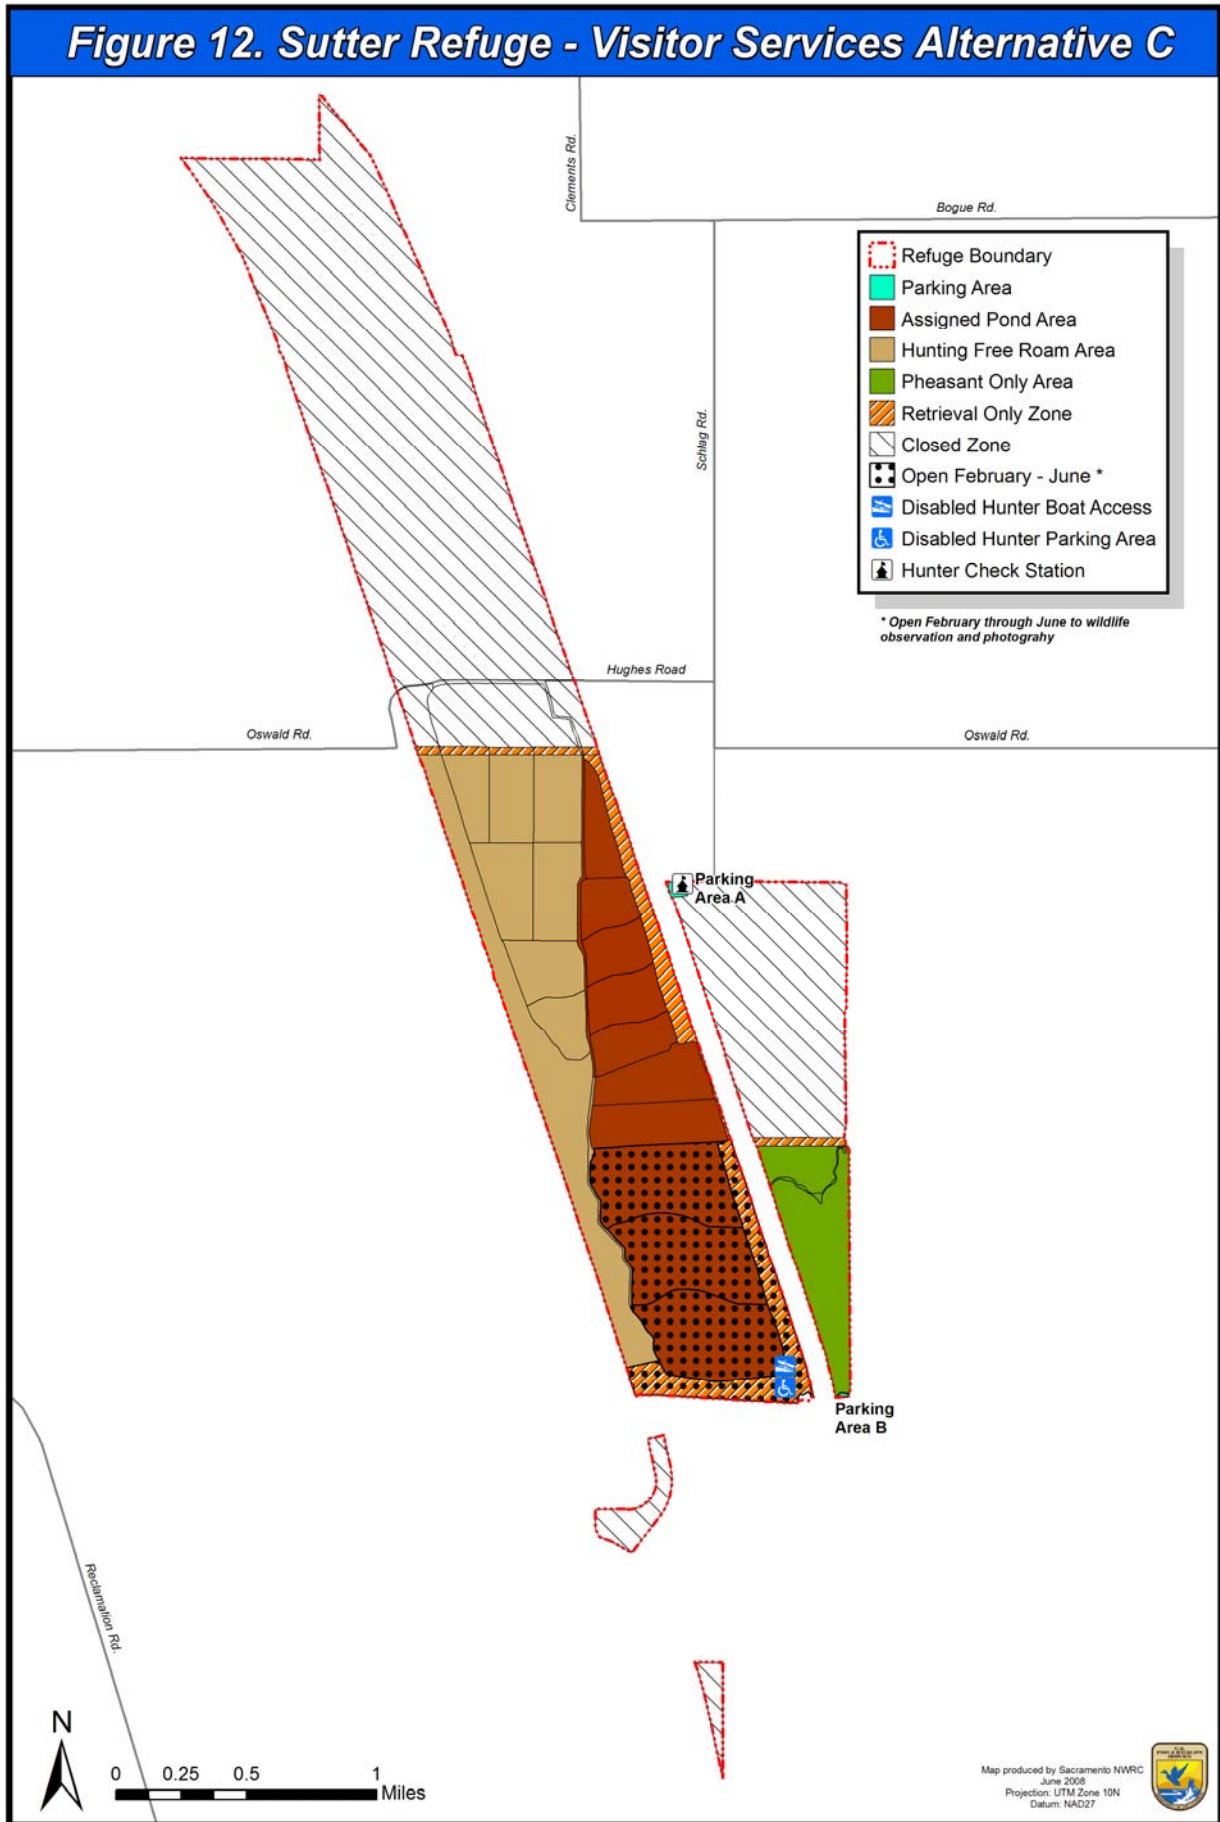 Figure 12. Sutter Refuge - Visitor Services Alternative C
Clements Rd.
Bogue Rd.
Refuge Boundary
Parking Area
Assigned Pond Area
Hunting Free Roam Area
Pheasant Only Area
Retrieval Only Zone
Closed Zone
Open February - June *
Disabled Hunter Boat Access
Disabled Hunter Parking Area
Hunter Check Station
* Open February through June to wildlife
observation and photograhy
Schlag Rd.
Hughes Road
Oswald Rd.
Oswald Rd.
Parking
Area A
Parking
Area B
Reclamation Rd.
N
0 0.25 0.5 1
Miles
Map produced by Sacramento NWRC
June 2008
Projection: UTM Zone 10N
Datum: NAD27